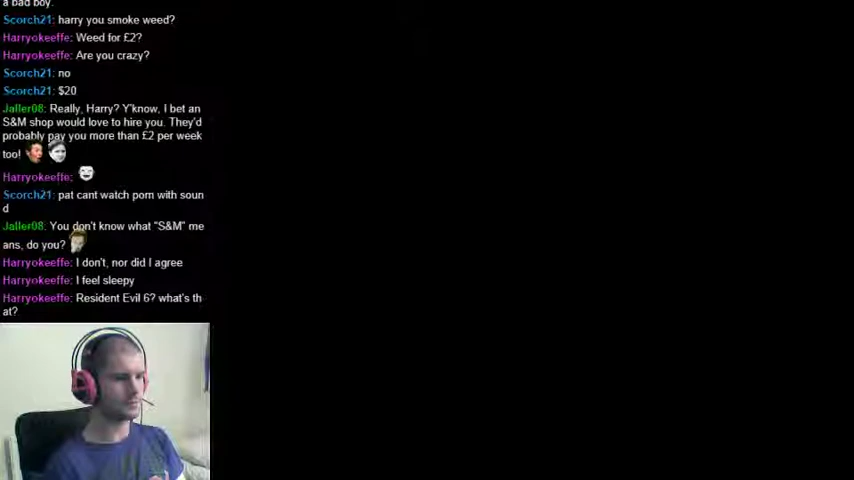 a bad boy.
Scorch21: harry you smoke weed?
Harryokeeffe: Weed for £2?
Harryokeeffe: Are you crazy?
Scorch21: no
Scorch21: $20
Jaller08: Really, Harry? Y'know, I bet an
S&M shop would love to hire you. They'd
probably pay you more than £2 per week
too!
Harryokeeffe:
Scorch21: pat cant watch porn with soun
d
Jaller08: You don't know what "S&M" me
ans, do you?
Harryokeeffe: I don't, nor did I agree
Harryokeeffe: I feel sleepy
Harryokeeffe: Resident Evil 6? what's th
at?